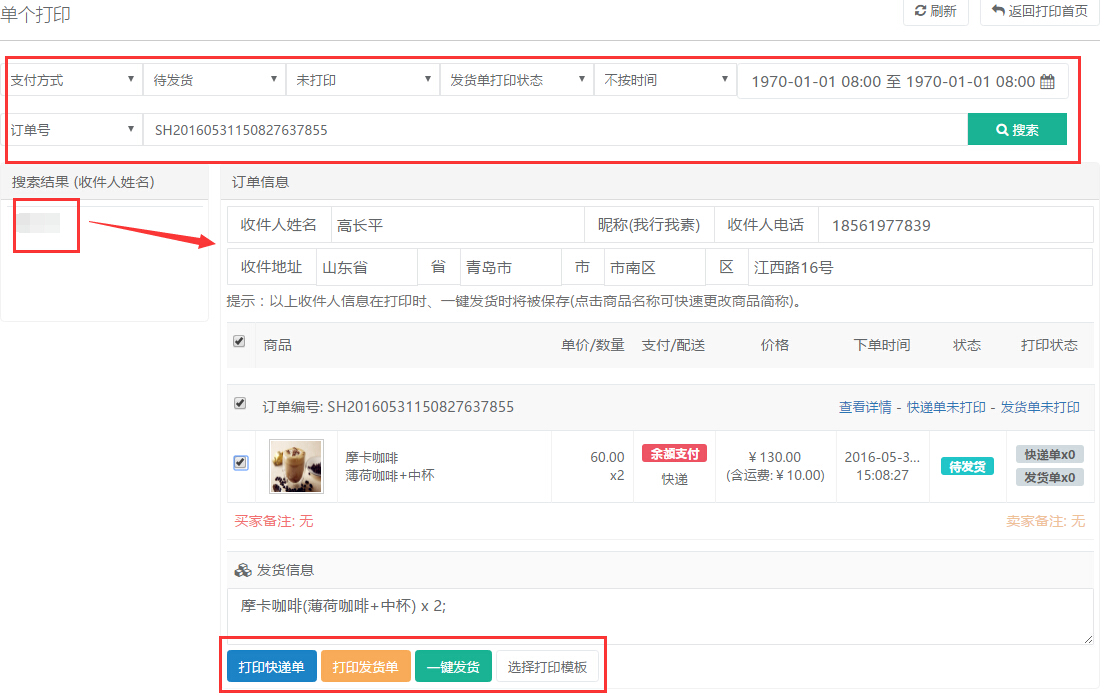 单个打印
刷新 返回打印首页
支付方式 待发货 未打印 发货单打印状态 不按时间 1970-01-01 08:00 至 1970-01-01 08:00
订单号 SH20160531150827637855 搜索
搜索结果 (收件人姓名)
订单信息
收件人姓名 高长平 昵称(我行我素) 收件人电话 18561977839
收件地址 山东省 省 青岛市 市 市南区 区 江西路16号
提示：以上收件人信息在打印时、一键发货时将被保存(点击商品名称可快速更改商品简称)。
商品 单价/数量 支付/配送 价格 下单时间 状态 打印状态
订单编号: SH20160531150827637855 查看详情 - 快递单未打印 - 发货单未打印
摩卡咖啡 60.00 余额支付 ¥ 130.00 2016-05-3... 待发货 快递单x0
薄荷咖啡+中杯 x2 快递 (含运费: ¥ 10.00) 15:08:27 发货单x0
买家备注: 无 卖家备注: 无
发货信息
摩卡咖啡(薄荷咖啡+中杯) x 2;
打印快递单 打印发货单 一键发货 选择打印模板